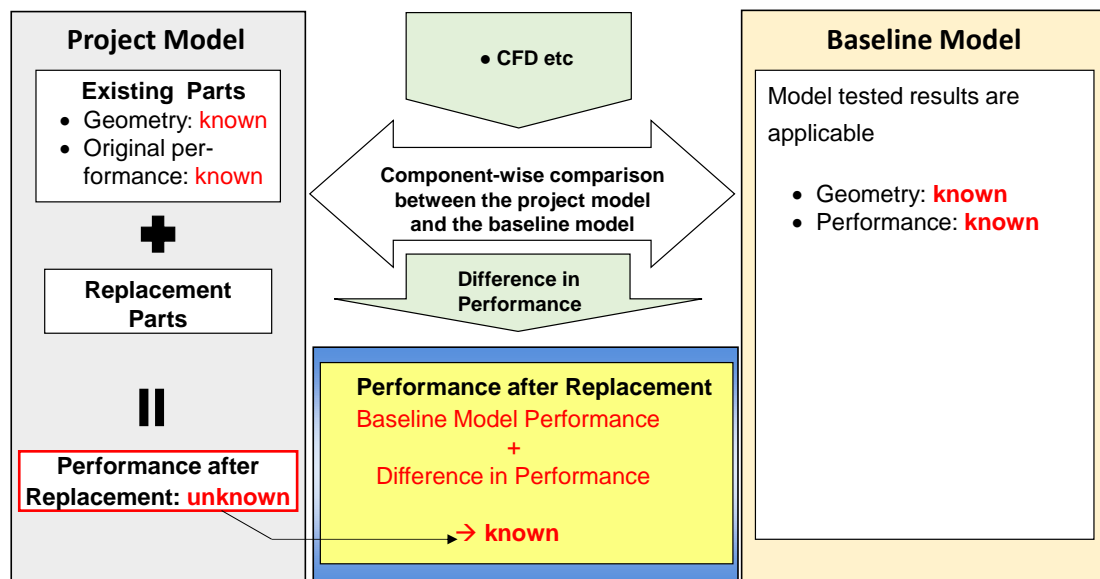 Project Model
Existing Parts
• Geometry: known
• Original per-
formance: known
Replacement
Parts
Performance after
Replacement: unknown
• CFD etc
Component-wise comparison
between the project model
and the baseline model
Difference in
Performance
Performance after Replacement
Baseline Model Performance
+
Difference in Performance
→ known
Baseline Model
Model tested results are
applicable
• Geometry: known
• Performance: known